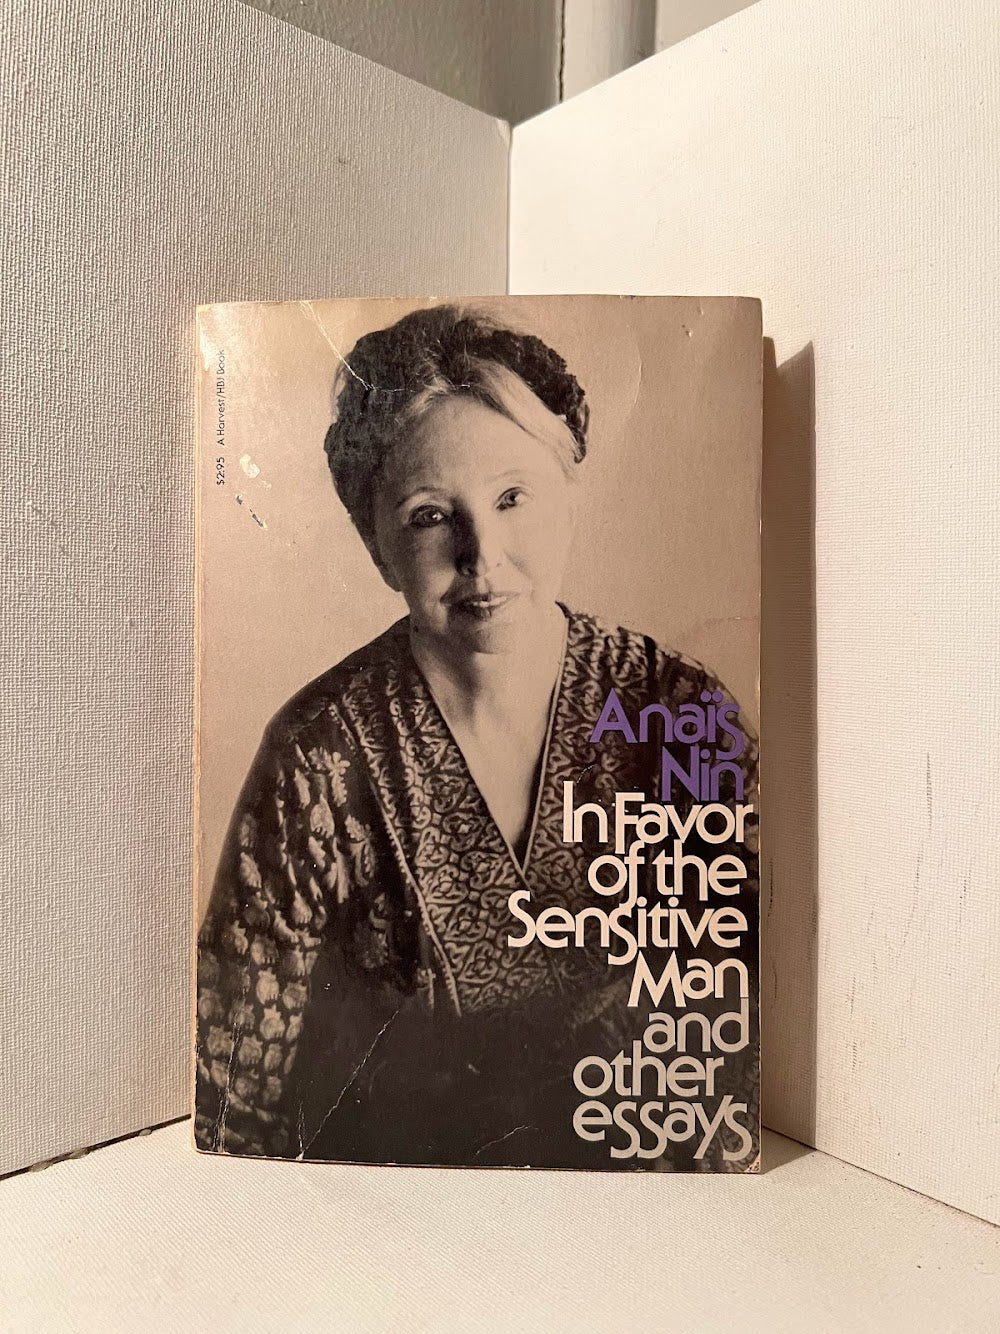 $2.95 A Harvest/HBJ Book
Anaïs
Nin
In Favor
of the
Sensitive
Man
and
other
essays